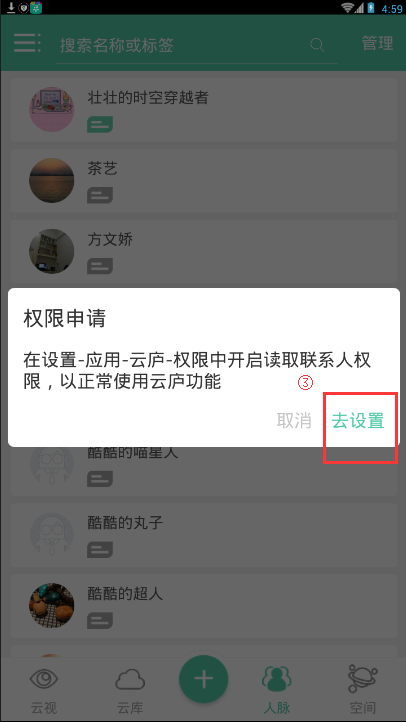 4:59
搜索名称或标签
管理
壮壮的时空穿越者
茶艺
方文娇
权限申请
在设置-应用-云庐-权限中开启读取联系人权
限，以正常使用云庐功能
③
取消
去设置
酷酷的喵星人
酷酷的丸子
酷酷的超人
云视
云库
人脉
空间